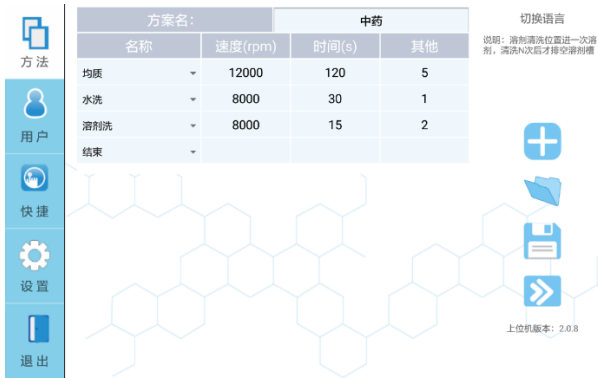 方法
用户
快捷
设置
退出
方案名: 中药
名称 速度(rpm) 时间(s) 其他
均质 12000 120 5
水洗 8000 30 1
溶剂洗 8000 15 2
结束
切换语言
说明：溶剂清洗位置进一次溶
剂，清洗N次后才排空溶剂槽
上位机版本：2.0.8